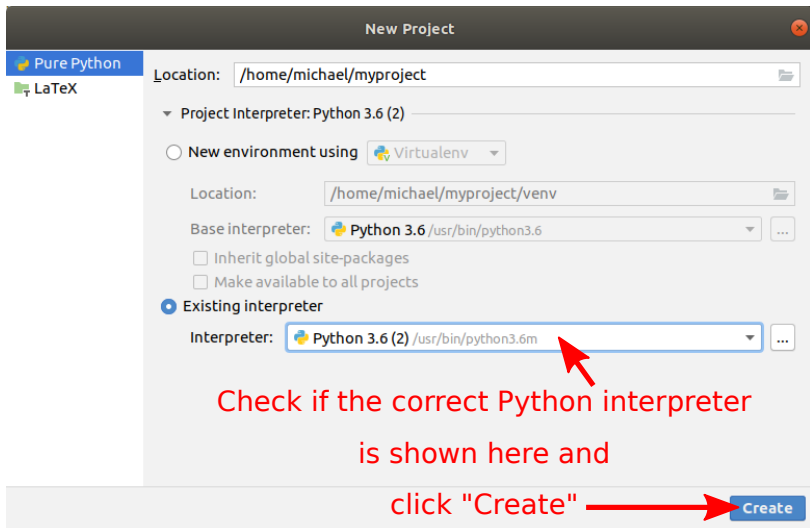 New Project
Pure Python
LaTeX
Location: /home/michael/myproject
Project Interpreter: Python 3.6 (2)
New environment using Virtualenv
Location: /home/michael/myproject/venv
Base interpreter: Python 3.6 /usr/bin/python3.6 ...
Inherit global site-packages
Make available to all projects
Existing interpreter
Interpreter: Python 3.6 (2) /usr/bin/python3.6m ...
Check if the correct Python interpreter
is shown here and
click "Create"
Create